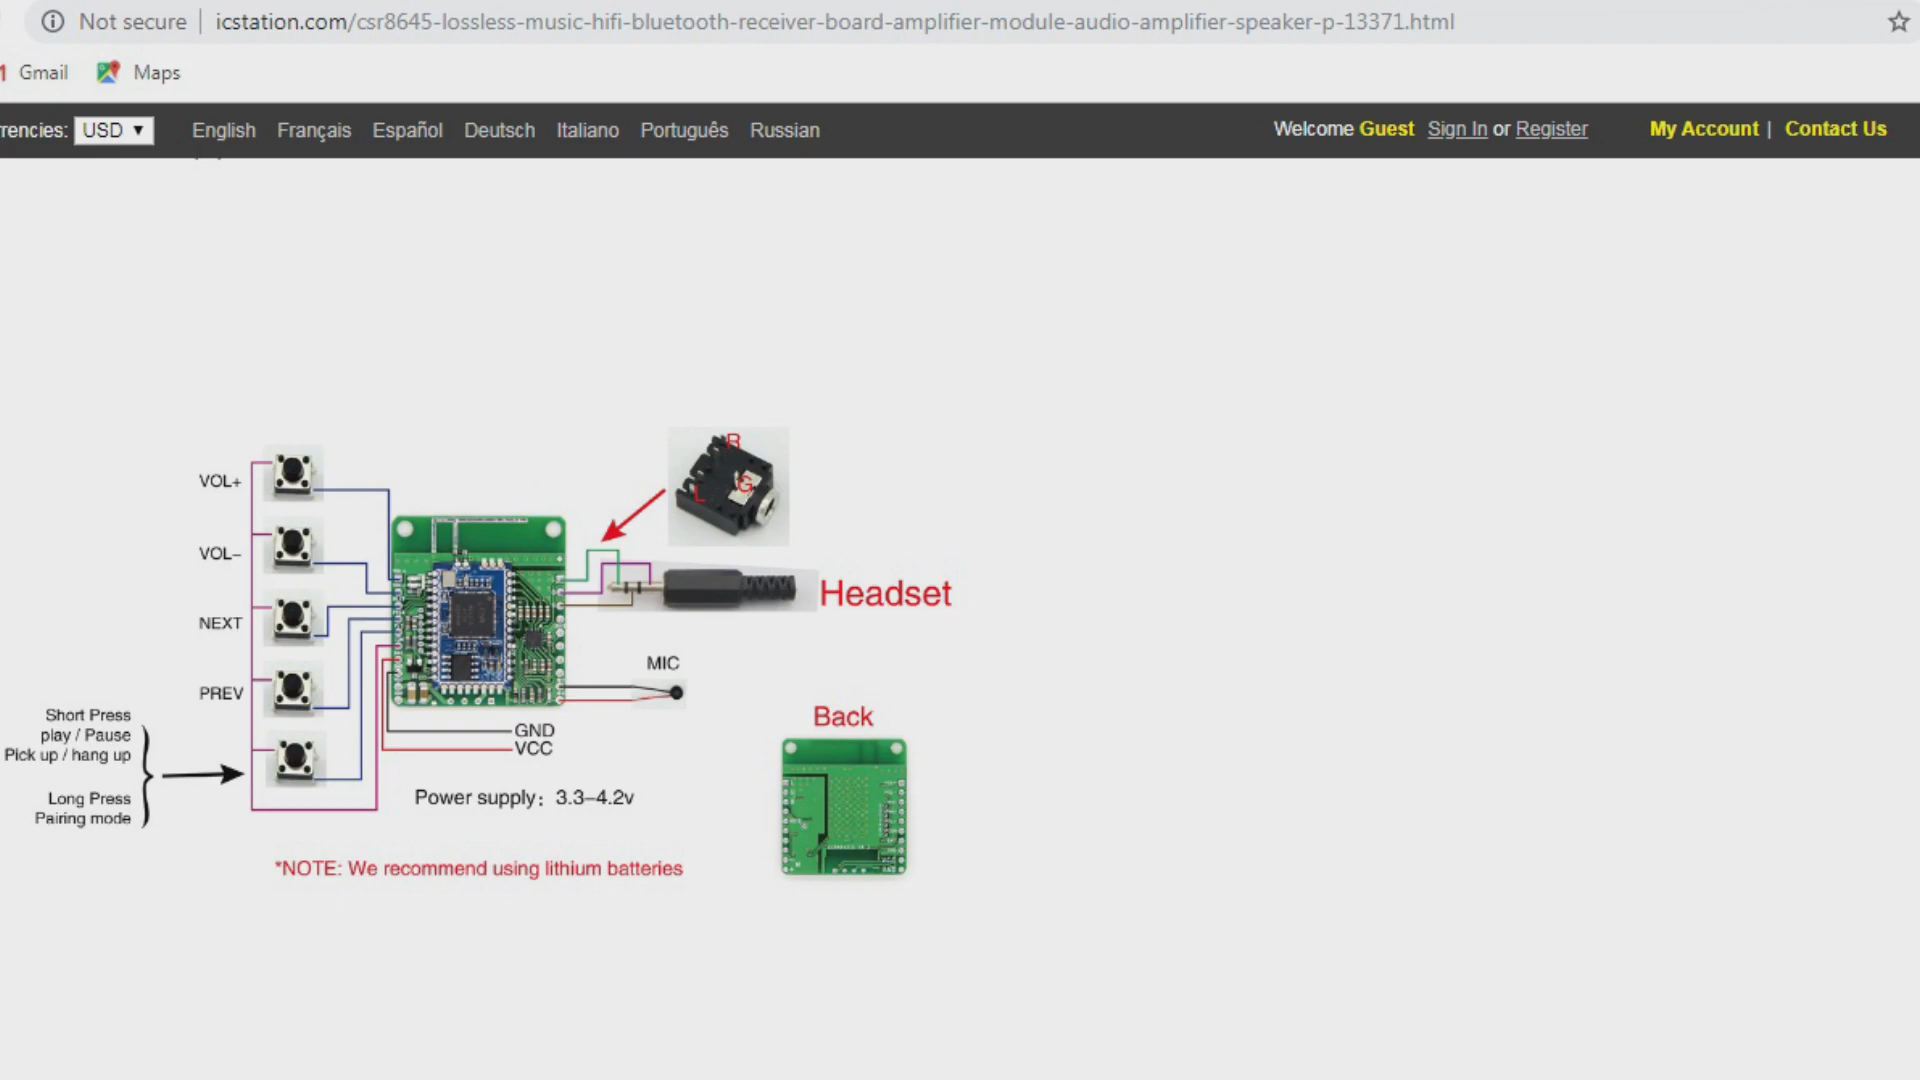 Not secure icstation.com/csr8645-lossless-music-hifi-bluetooth-receiver-board-amplifier-module-audio-amplifier-speaker-p-13371.html
Gmail Maps
rencies: USD ▼ English Français Español Deutsch Italiano Português Russian Welcome Guest Sign In or Register My Account | Contact Us
R
G
L
VOL+
VOL–
NEXT
PREV
Headset
MIC
Short Press
play / Pause
Pick up / hang up
Long Press
Pairing mode
GND
VCC
Back
Power supply: 3.3–4.2v
*NOTE: We recommend using lithium batteries